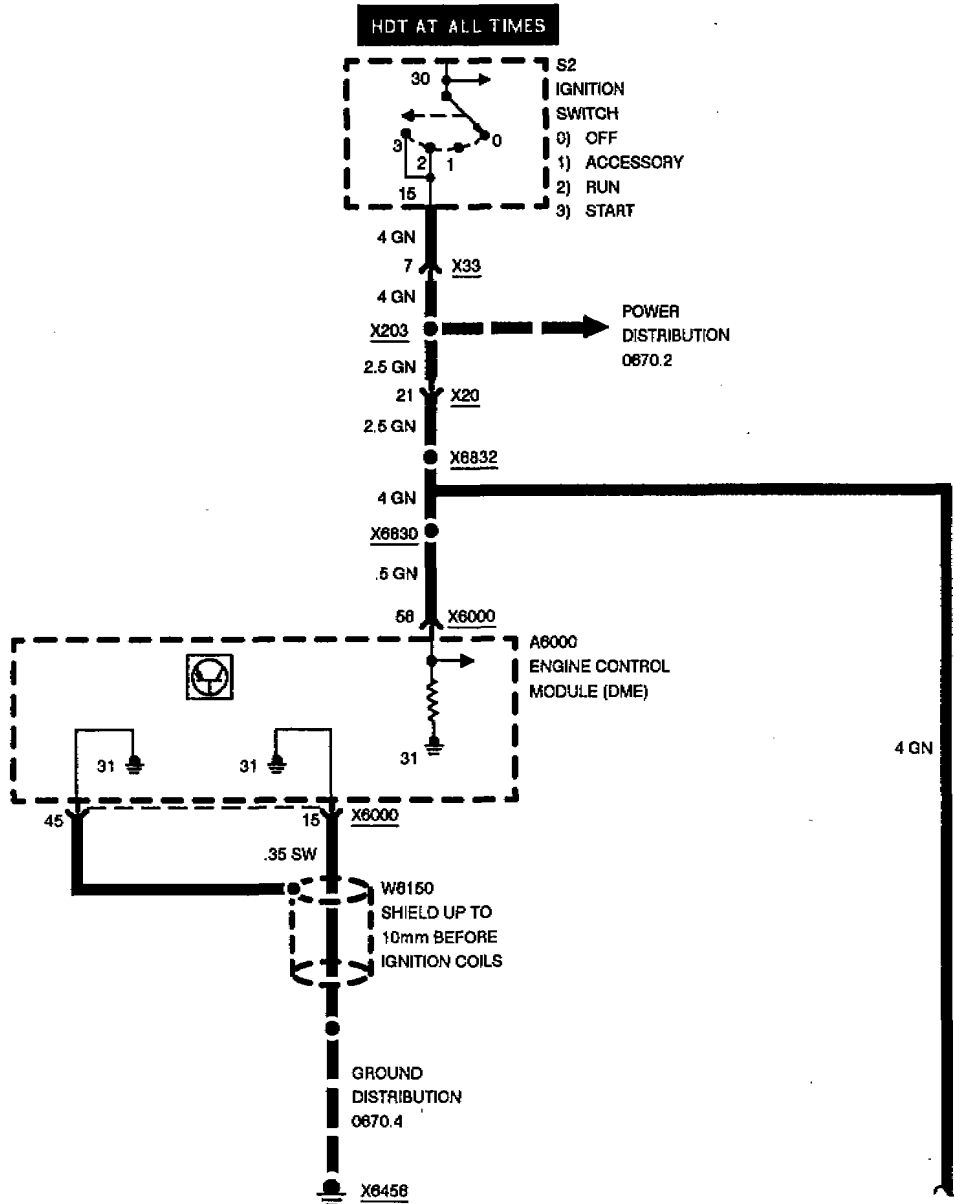 HOT AT ALL TIMES
S2
IGNITION
SWITCH
0) OFF
1) ACCESSORY
2) RUN
3) START
30
3
2
1
0
15
4 GN
7
X33
4 GN
X203
POWER
DISTRIBUTION
0670.2
2.5 GN
21
X20
2.5 GN
X6832
4 GN
X6830
.5 GN
56
X6000
A6000
ENGINE CONTROL
MODULE (DME)
31
31
31
4 GN
45
15
X6000
.35 SW
W6150
SHIELD UP TO
10mm BEFORE
IGNITION COILS
GROUND
DISTRIBUTION
0670.4
X6456